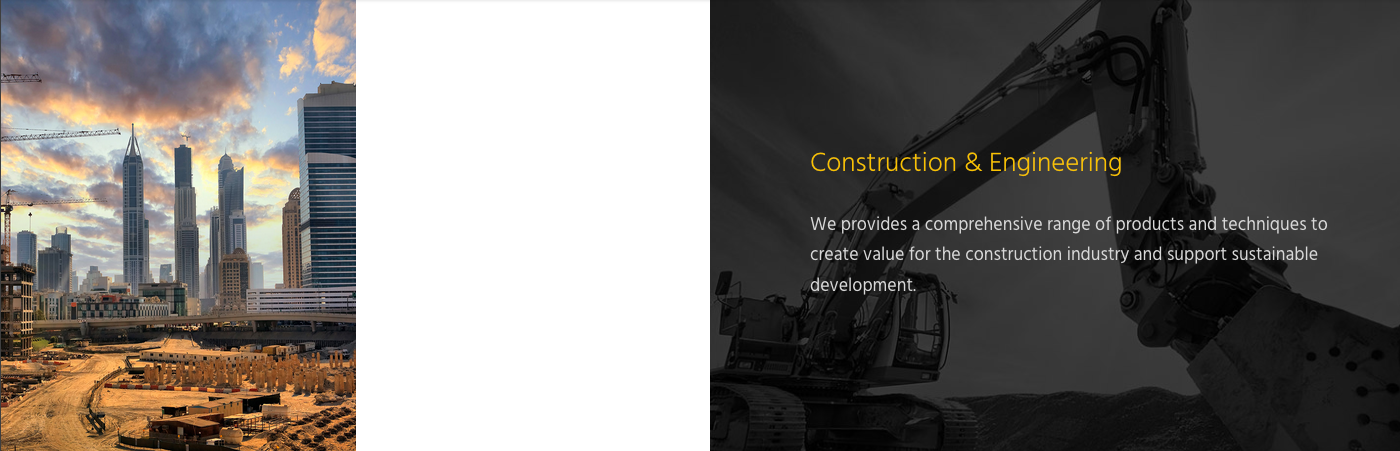 Construction & Engineering
We provides a comprehensive range of products and techniques to
create value for the construction industry and support sustainable
development.